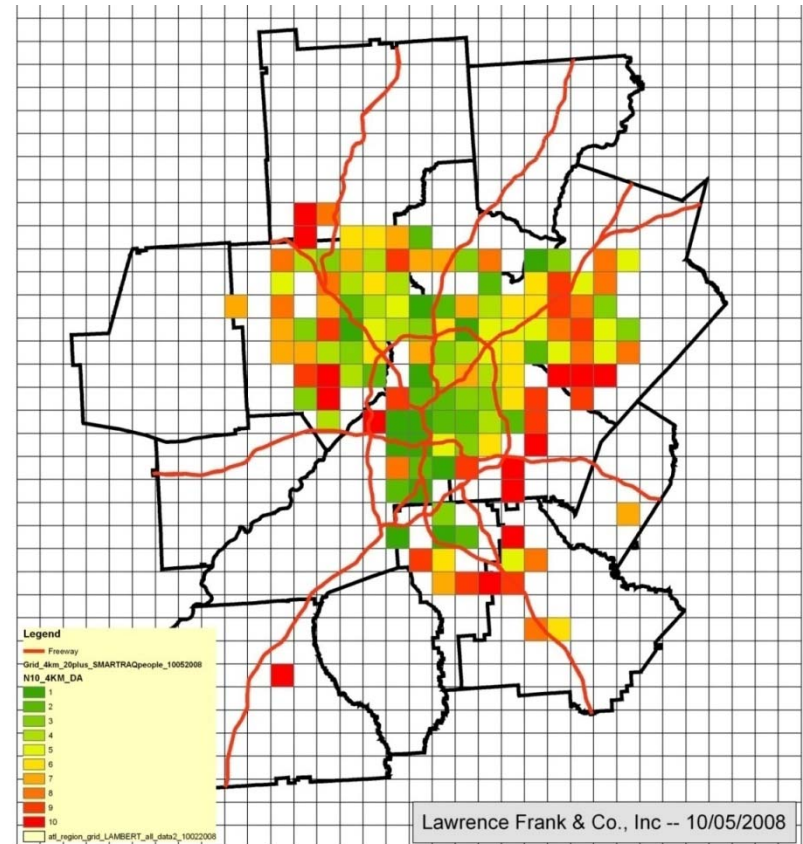 Legend
Freeway
Grid_4km_20plus_SMARTRAQpeople_10052008
N10_4KM_DA
1
2
3
4
5
6
7
8
9
10
atl_region_grid_LAMBERT_all_data2_10022008
Lawrence Frank & Co., Inc -- 10/05/2008